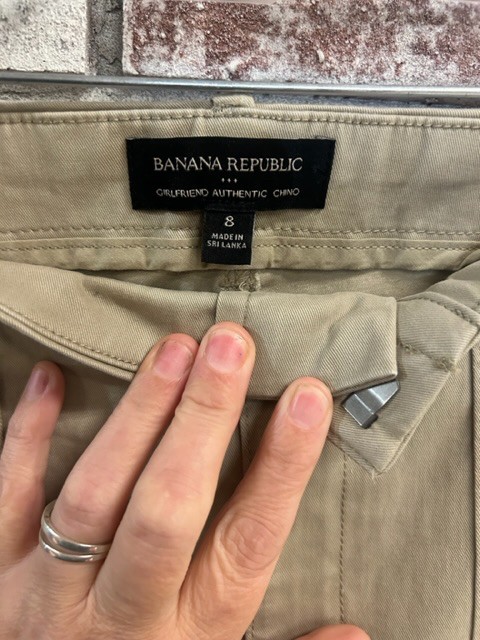 BANANA REPUBLIC
GIRLFRIEND AUTHENTIC CHINO
8
MADE IN
SRI LANKA